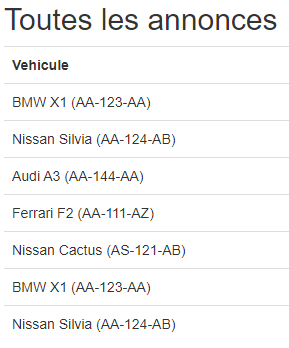 Toutes les annonces
Vehicule
BMW X1 (AA-123-AA)
Nissan Silvia (AA-124-AB)
Audi A3 (AA-144-AA)
Ferrari F2 (AA-111-AZ)
Nissan Cactus (AS-121-AB)
BMW X1 (AA-123-AA)
Nissan Silvia (AA-124-AB)